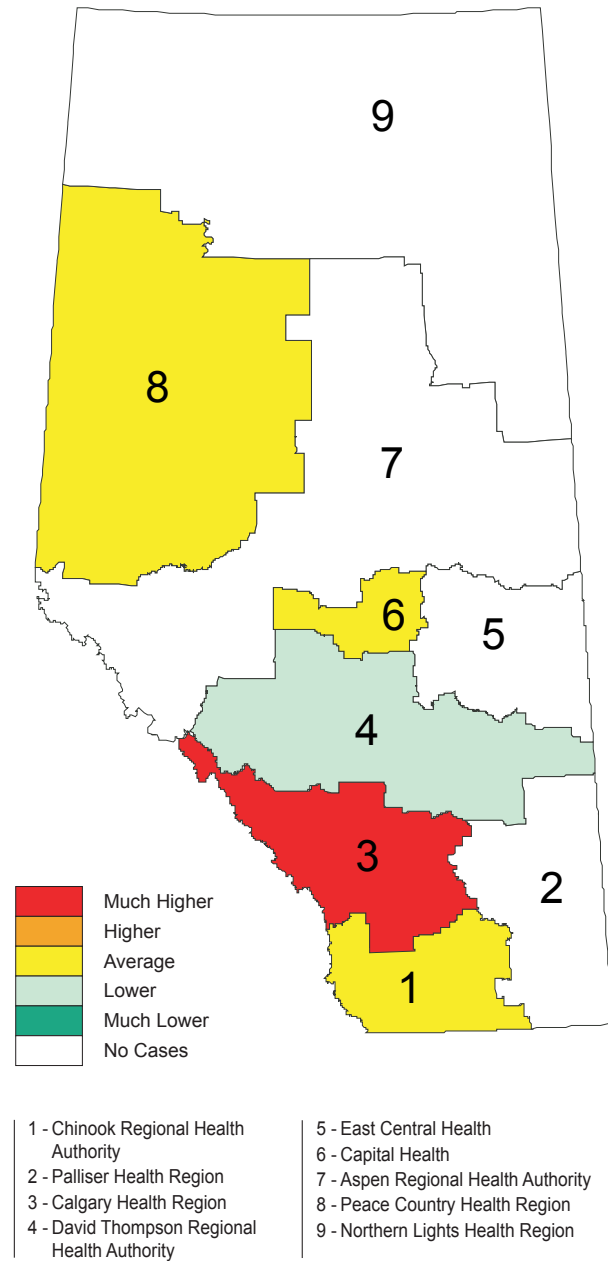 9
8
7
6
5
4
3
2
1
Much Higher
Higher
Average
Lower
Much Lower
No Cases
1 - Chinook Regional Health
Authority
2 - Palliser Health Region
3 - Calgary Health Region
4 - David Thompson Regional
Health Authority
5 - East Central Health
6 - Capital Health
7 - Aspen Regional Health Authority
8 - Peace Country Health Region
9 - Northern Lights Health Region